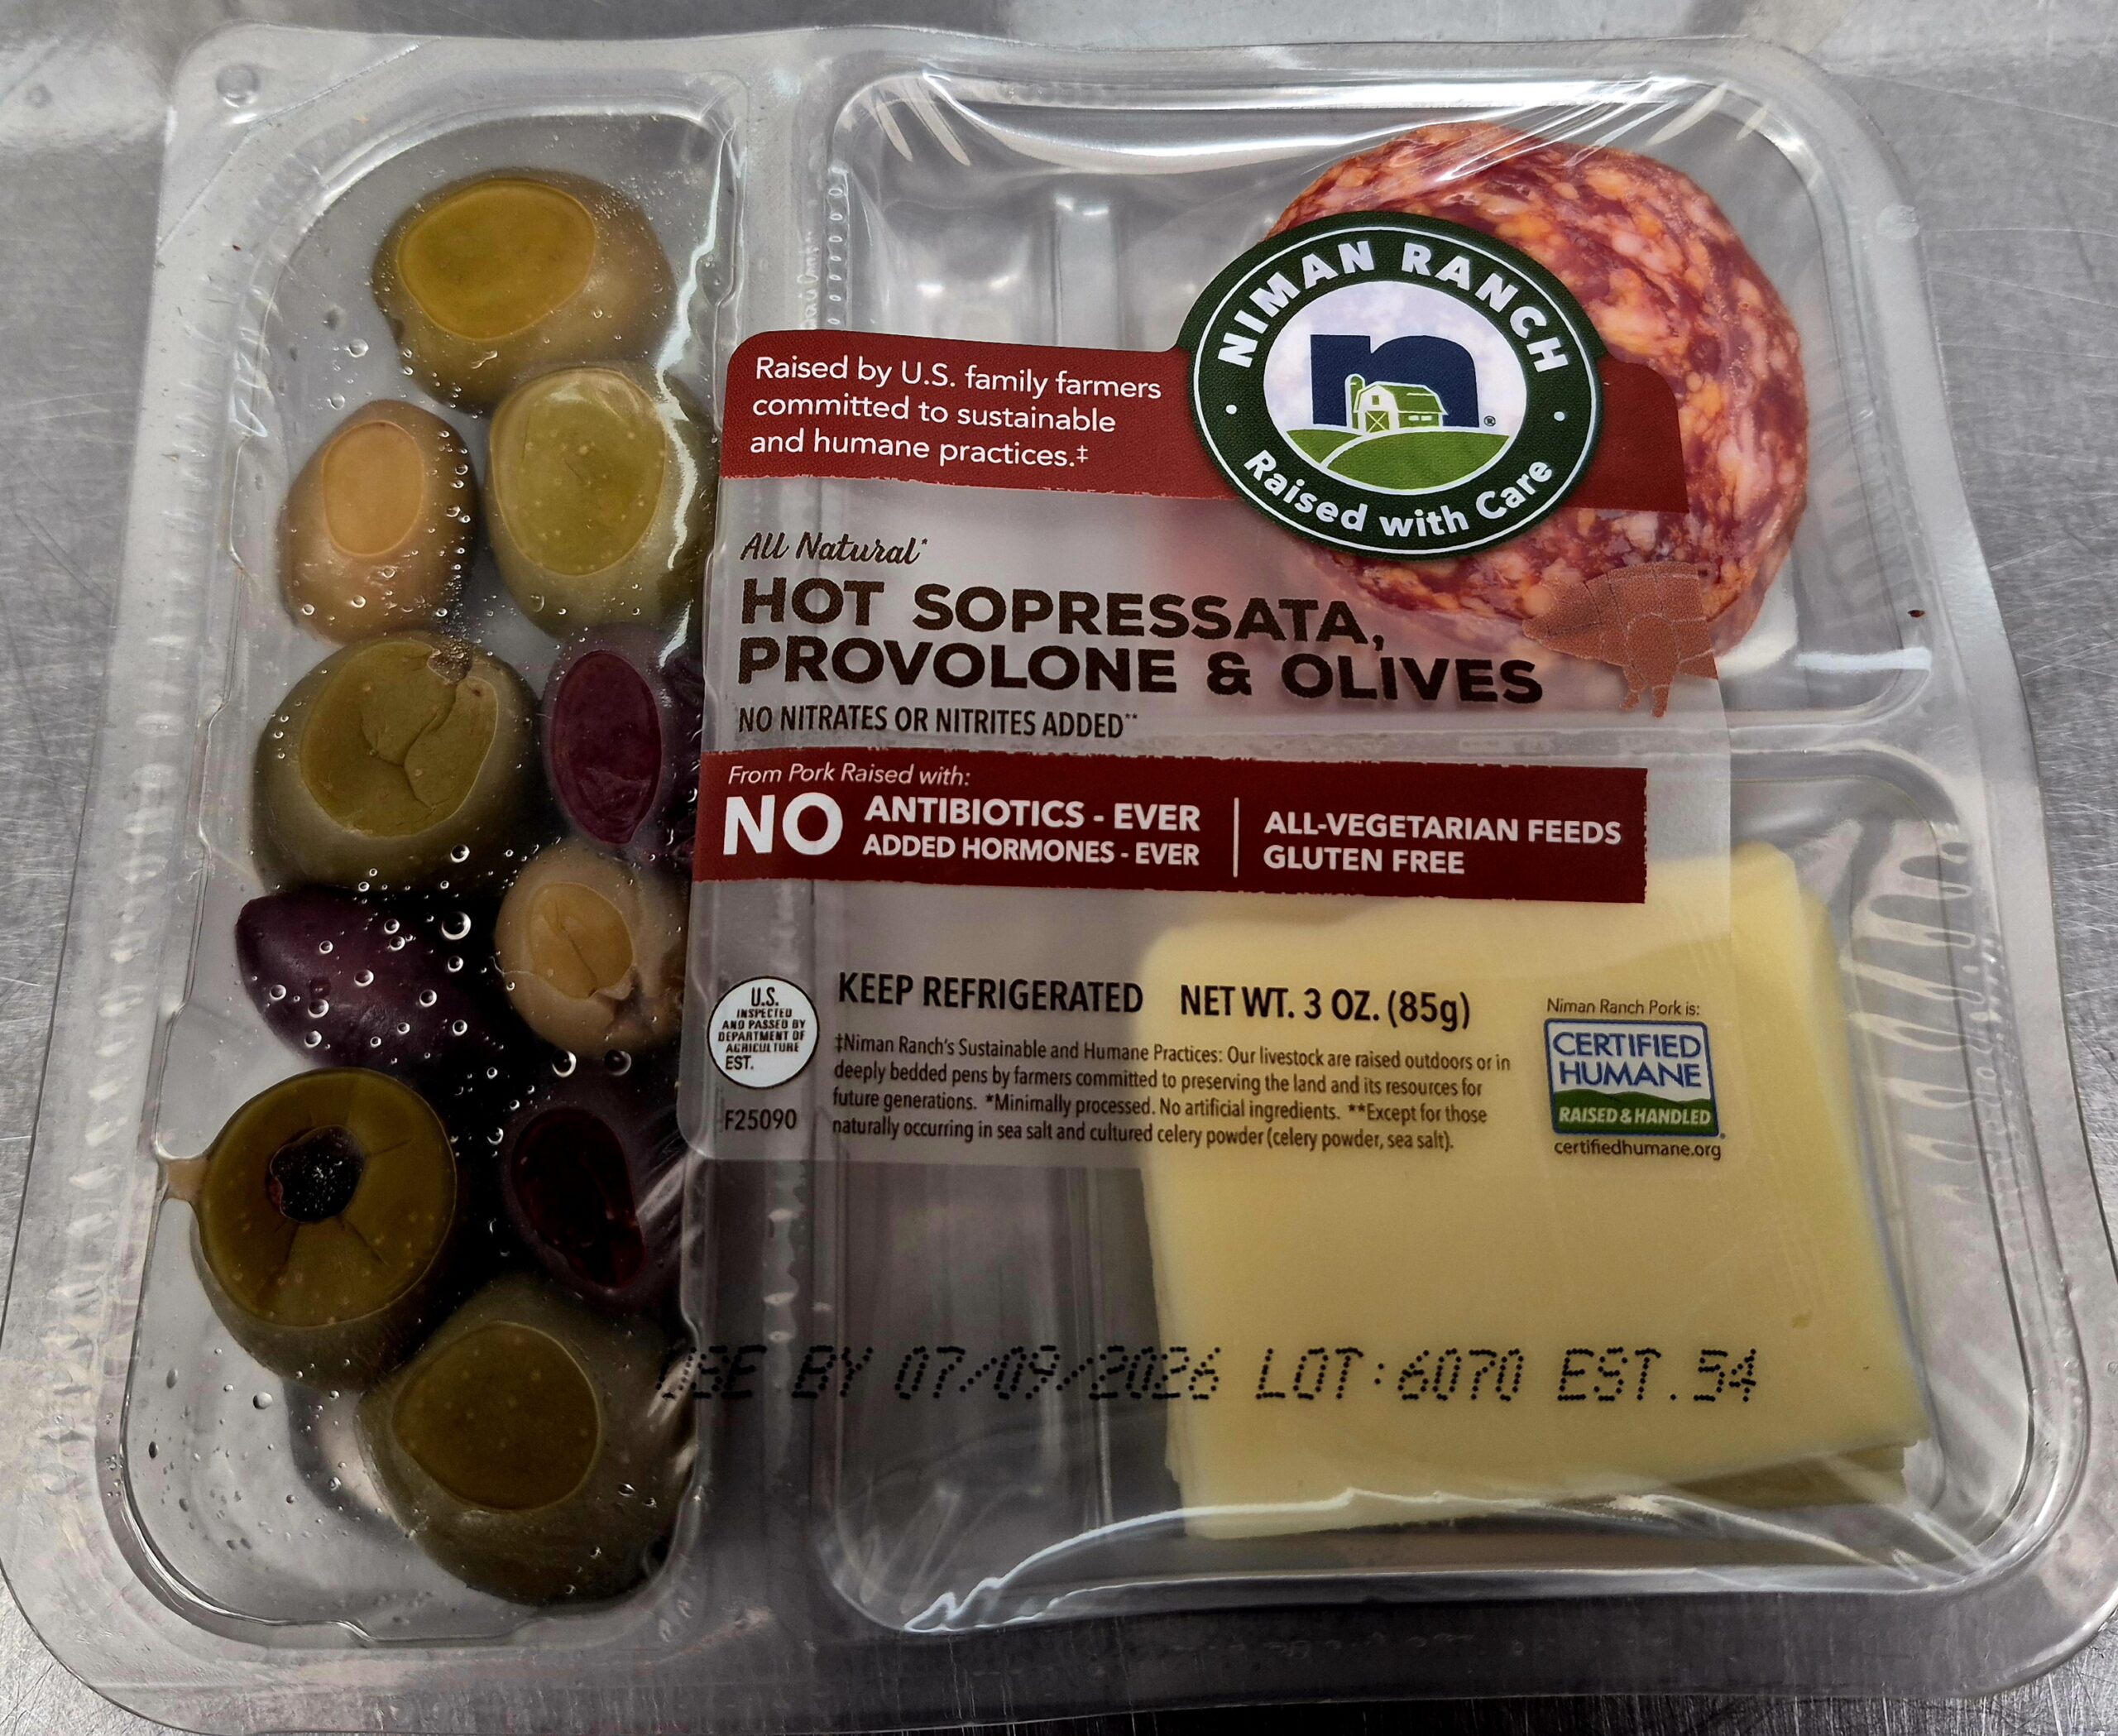 NIMAN RANCH
n®
Raised with Care
Raised by U.S. family farmers
committed to sustainable
and humane practices.‡
All Natural*
HOT SOPRESSATA,
PROVOLONE & OLIVES
NO NITRATES OR NITRITES ADDED**
From Pork Raised with:
NO ANTIBIOTICS - EVER
ADDED HORMONES - EVER
ALL-VEGETARIAN FEEDS
GLUTEN FREE
U.S.
INSPECTED
AND PASSED BY
DEPARTMENT OF
AGRICULTURE
EST.
F25090
KEEP REFRIGERATED NET WT. 3 OZ. (85g)
‡Niman Ranch's Sustainable and Humane Practices: Our livestock are raised outdoors or in
deeply bedded pens by farmers committed to preserving the land and its resources for
future generations. *Minimally processed. No artificial ingredients. **Except for those
naturally occurring in sea salt and cultured celery powder (celery powder, sea salt).
Niman Ranch Pork is:
CERTIFIED
HUMANE
RAISED & HANDLED
certifiedhumane.org
USE BY 07/09/2026 LOT:6070 EST.54